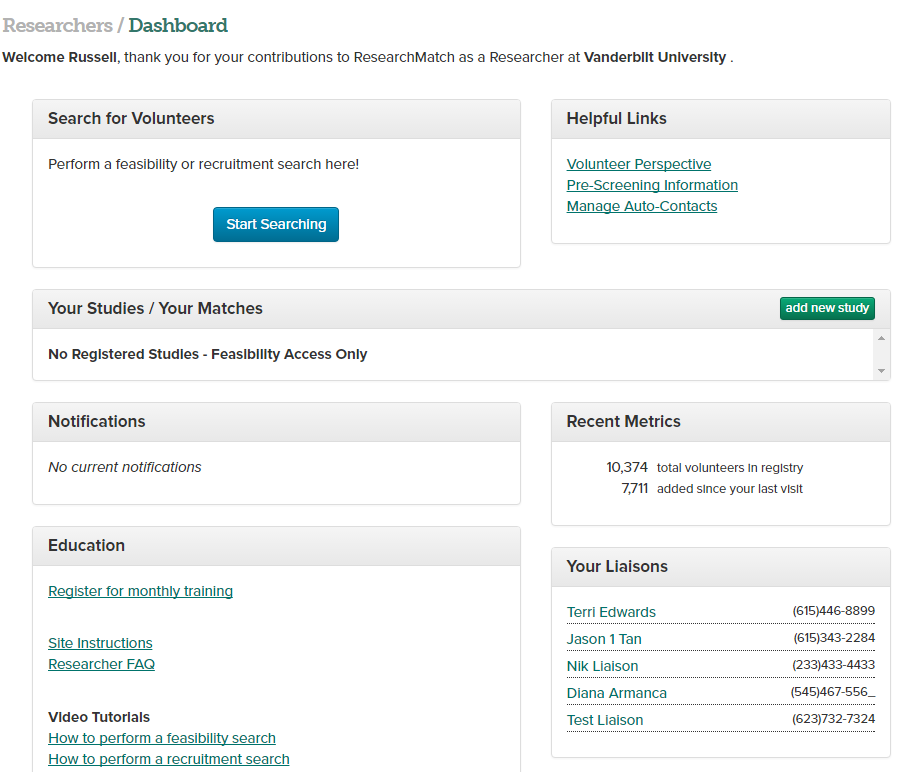 Researchers / Dashboard
Welcome Russell, thank you for your contributions to ResearchMatch as a Researcher at Vanderbilt University .
Search for Volunteers
Perform a feasibility or recruitment search here!
Start Searching
Helpful Links
Volunteer Perspective
Pre-Screening Information
Manage Auto-Contacts
Your Studies / Your Matches
add new study
No Registered Studies - Feasibility Access Only
Notifications
No current notifications
Recent Metrics
10,374 total volunteers in registry
7,711 added since your last visit
Education
Register for monthly training
Site Instructions
Researcher FAQ
Video Tutorials
How to perform a feasibility search
How to perform a recruitment search
Your Liaisons
Terri Edwards (615)446-8899
Jason 1 Tan (615)343-2284
Nik Liaison (233)433-4433
Diana Armanca (545)467-556_
Test Liaison (623)732-7324